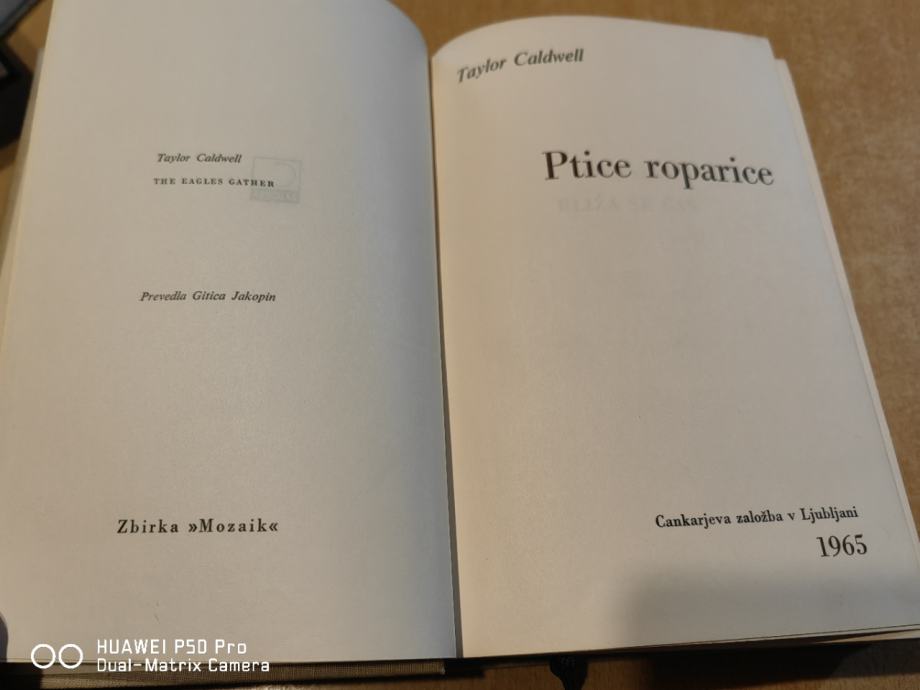 Taylor Caldwell
THE EAGLES GATHER
Prevedla Gitica Jakopin
Zbirka »Mozaik«
Taylor Caldwell
Ptice roparice
Cankarjeva založba v Ljubljani
1965
HUAWEI P50 Pro
Dual-Matrix Camera